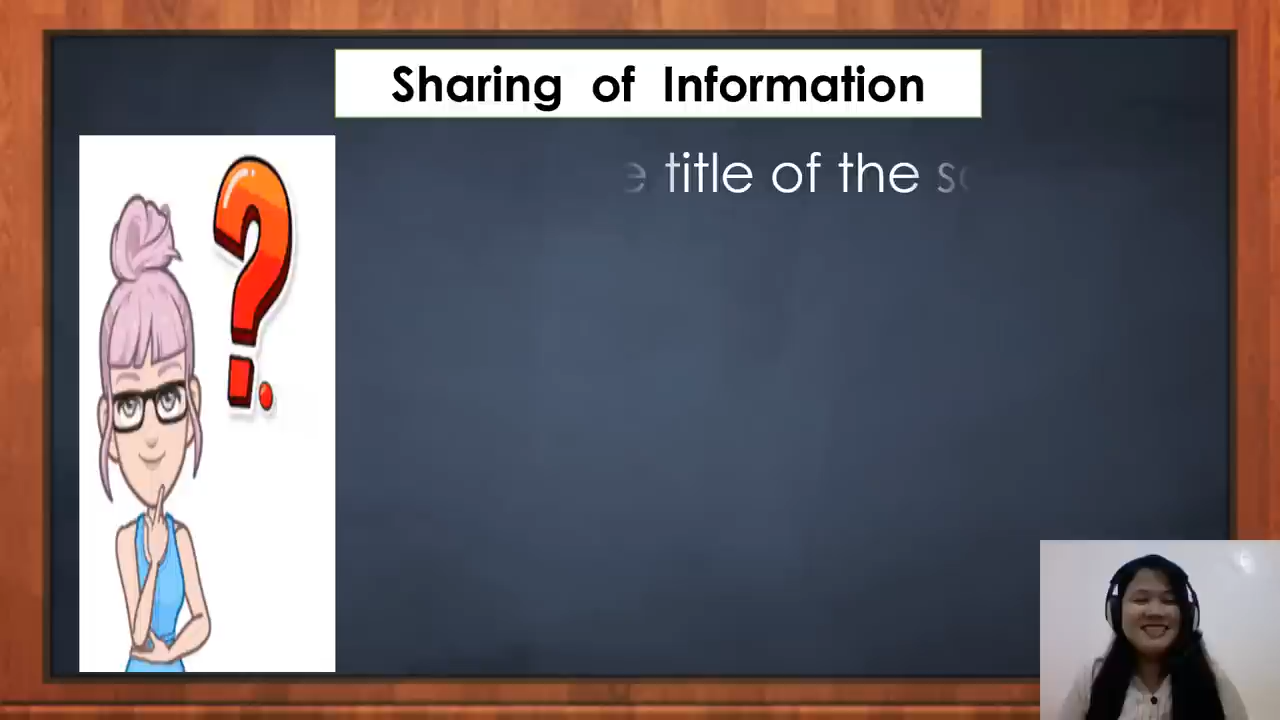 Sharing of Information
title of the